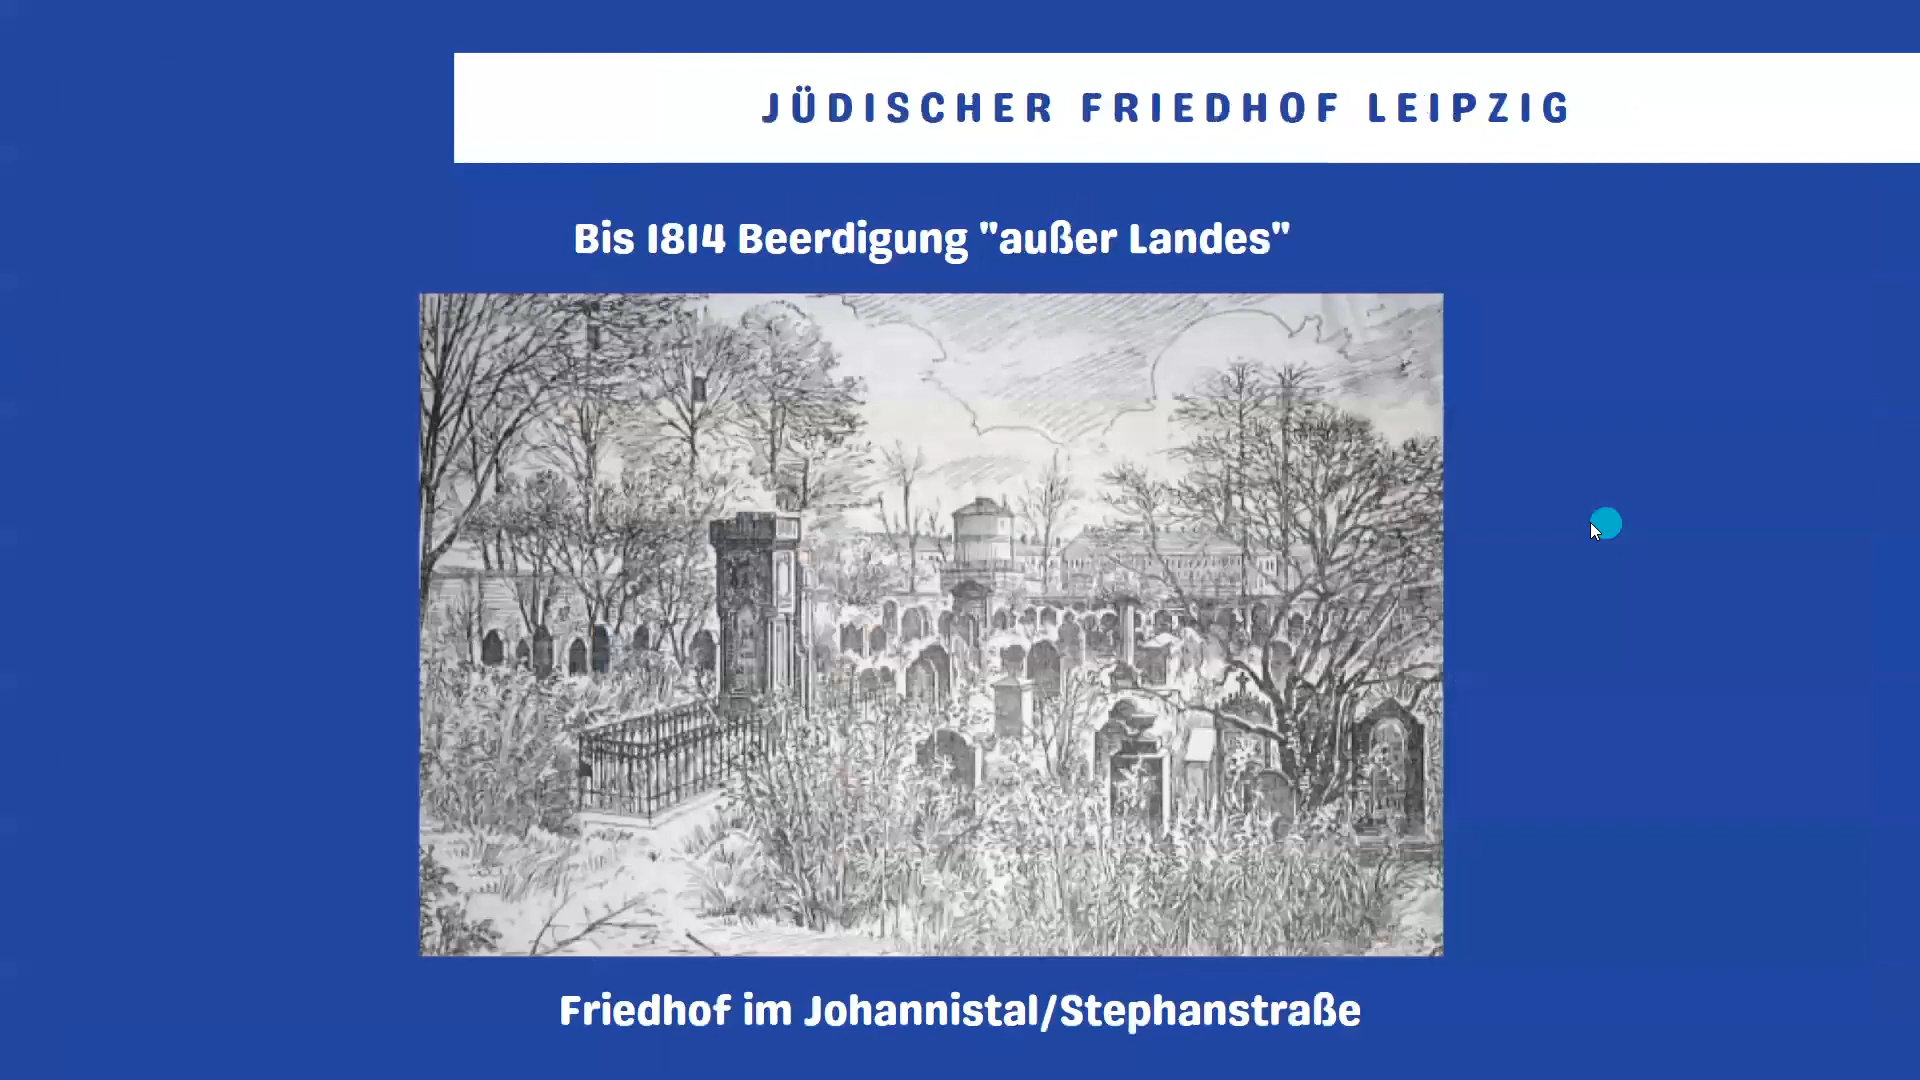 JÜDISCHER FRIEDHOF LEIPZIG
Bis 1814 Beerdigung "außer Landes"
Friedhof im Johannistal/Stephanstraße